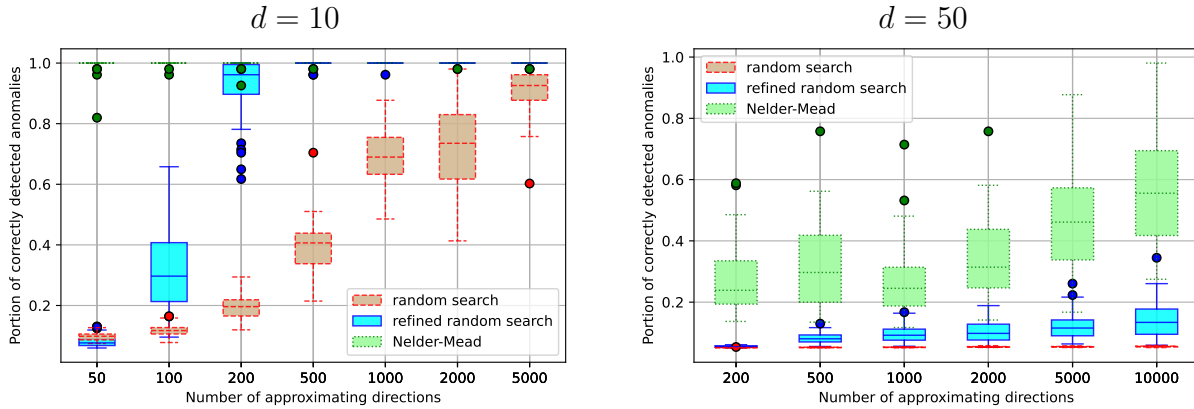 d = 10
d = 50
Portion of correctly detected anomalies
1.0
0.8
0.6
0.4
0.2
random search
refined random search
Nelder-Mead
50 100 200 500 1000 2000 5000
Number of approximating directions
Portion of correctly detected anomalies
1.0
0.8
0.6
0.4
0.2
random search
refined random search
Nelder-Mead
200 500 1000 2000 5000 10000
Number of approximating directions